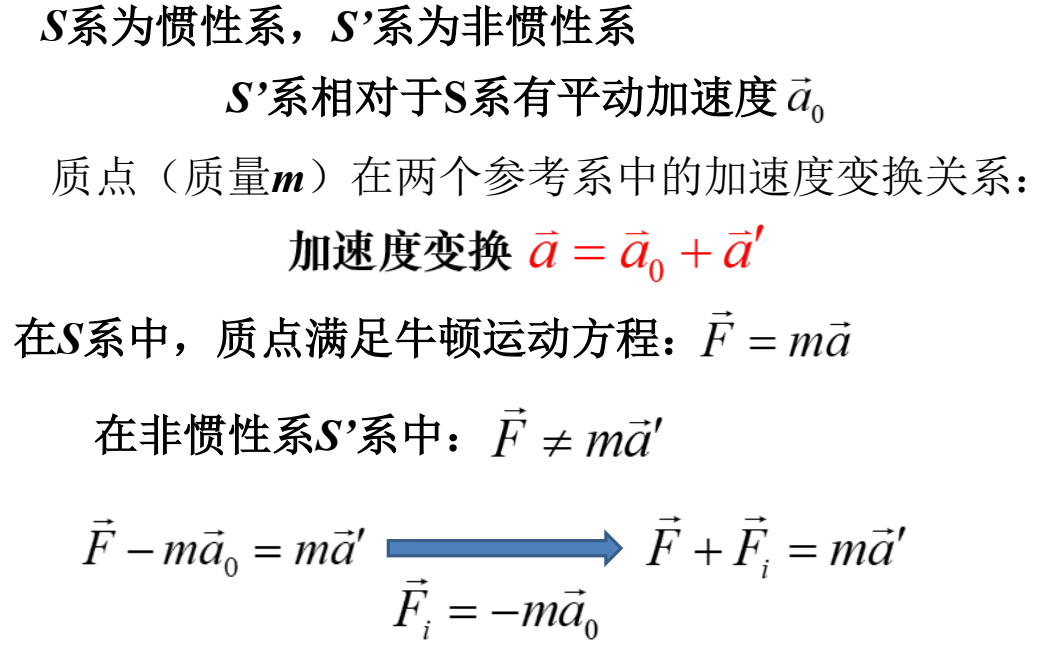 S系为惯性系，S’系为非惯性系
S’系相对于S系有平动加速度 $\vec{a}_0$
质点（质量m）在两个参考系中的加速度变换关系：
加速度变换 $\vec{a} = \vec{a}_0 + \vec{a}'$
在S系中，质点满足牛顿运动方程：$\vec{F} = m\vec{a}$
在非惯性系S’系中：$\vec{F} \neq m\vec{a}'$
$\vec{F} - m\vec{a}_0 = m\vec{a}'$ $\vec{F} + \vec{F}_i = m\vec{a}'$
$\vec{F}_i = -m\vec{a}_0$